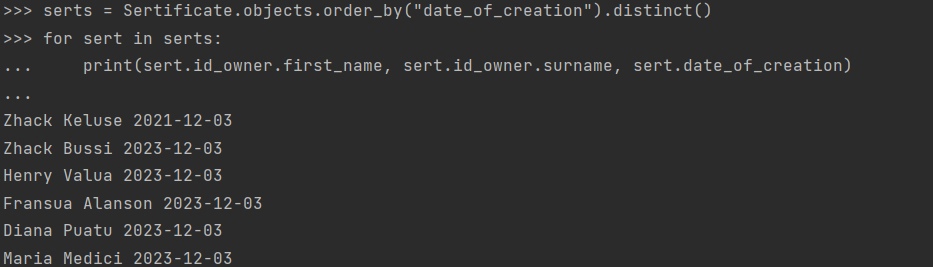 >>> serts = Sertificate.objects.order_by("date_of_creation").distinct()
>>> for sert in serts:
...     print(sert.id_owner.first_name, sert.id_owner.surname, sert.date_of_creation)
...
Zhack Keluse 2021-12-03
Zhack Bussi 2023-12-03
Henry Valua 2023-12-03
Fransua Alanson 2023-12-03
Diana Puatu 2023-12-03
Maria Medici 2023-12-03